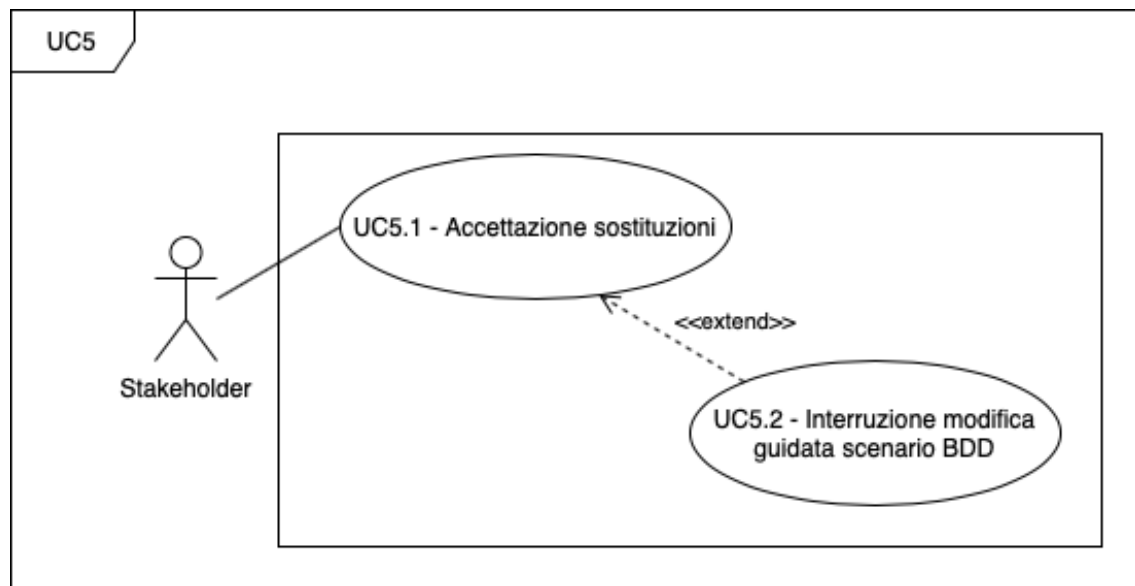 UC5
UC5.1 - Accettazione sostituzioni
<<extend>>
Stakeholder
UC5.2 - Interruzione modifica
guidata scenario BDD